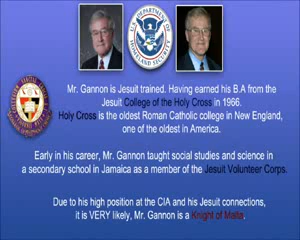 U.S. DEPARTMENT OF
HOMELAND SECURITY
Mr. Gannon is Jesuit trained. Having earned his B.A from the
Jesuit College of the Holy Cross in 1966.
Holy Cross is the oldest Roman Catholic college in New England,
one of the oldest in America.
Early in his career, Mr. Gannon taught social studies and science in
a secondary school in Jamaica as a member of the Jesuit Volunteer Corps.
Due to his high position at the CIA and his Jesuit connections,
it is VERY likely, Mr. Gannon is a Knight of Malta.